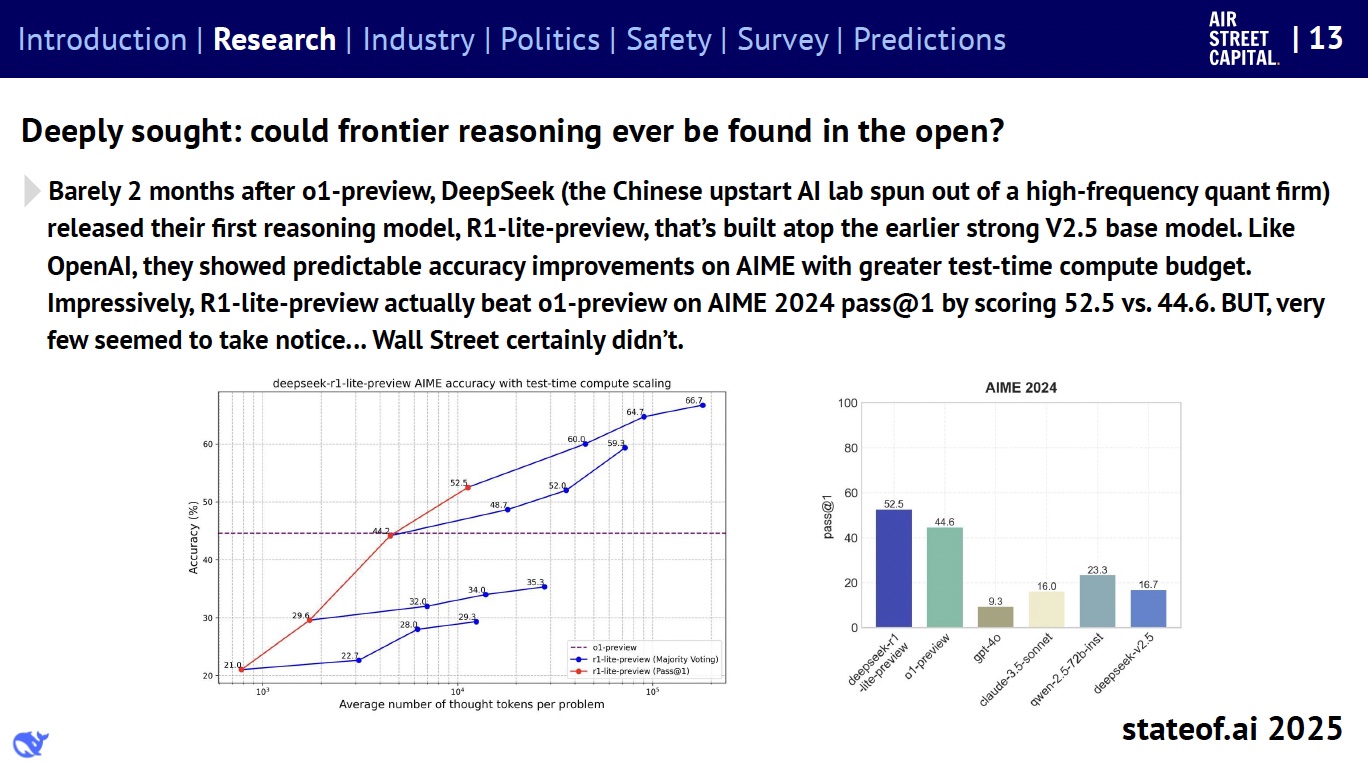 Introduction | Research | Industry | Politics | Safety | Survey | Predictions
AIR
STREET
CAPITAL.
| 13
Deeply sought: could frontier reasoning ever be found in the open?
Barely 2 months after o1-preview, DeepSeek (the Chinese upstart AI lab spun out of a high-frequency quant firm)
released their first reasoning model, R1-lite-preview, that’s built atop the earlier strong V2.5 base model. Like
OpenAI, they showed predictable accuracy improvements on AIME with greater test-time compute budget.
Impressively, R1-lite-preview actually beat o1-preview on AIME 2024 pass@1 by scoring 52.5 vs. 44.6. BUT, very
few seemed to take notice… Wall Street certainly didn’t.
deepseek-r1-lite-preview AIME accuracy with test-time compute scaling
Accuracy (%)
60
50
40
30
20
66.7
64.7
60.0
59.3
52.5
52.0
48.7
44.2
35.3
34.0
32.0
29.6
29.3
28.0
22.7
21.0
o1-preview
r1-lite-preview (Majority Voting)
r1-lite-preview (Pass@1)
10³
10⁴
10⁵
Average number of thought tokens per problem
AIME 2024
pass@1
100
80
60
40
20
0
52.5
44.6
9.3
16.0
23.3
16.7
deepseek-r1
-lite-preview
o1-preview
gpt-4o
claude-3.5-sonnet
qwen-2.5-72b-inst
deepseek-v2.5
stateof.ai 2025